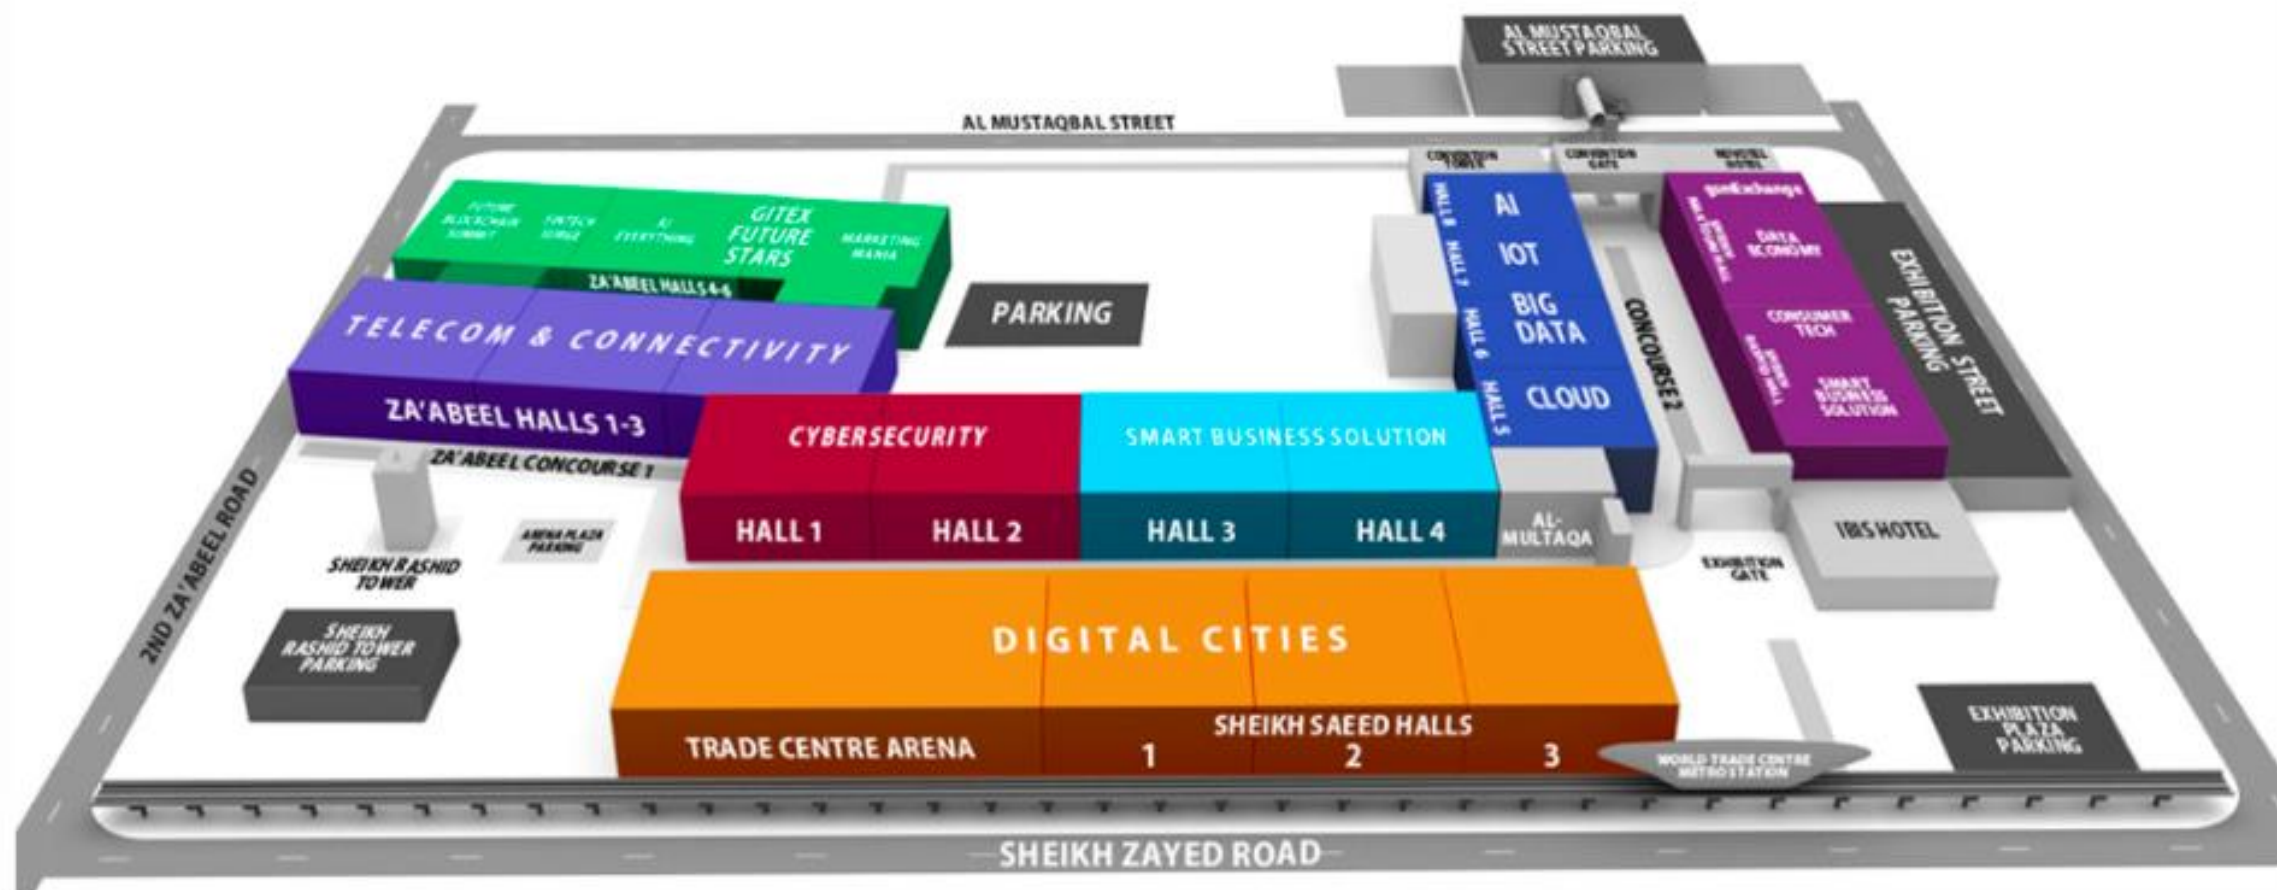 AL MUSTAQBAL
STREET PARKING
AL MUSTAQBAL STREET
CONVENTION
TOWER
CONVENTION
GATE
NOVOTEL
HOTEL
FUTURE
BLOCKCHAIN
SUMMIT
FINTECH
SURGE
AI
EVERYTHING
GITEX
FUTURE
STARS
MARKETING
MANIA
ZA'ABEEL HALLS 4-6
TELECOM & CONNECTIVITY
ZA'ABEEL HALLS 1-3
ZA'ABEEL CONCOURSE 1
PARKING
HALL 8
AI
HALL 7
IOT
HALL 6
BIG
DATA
HALL 5
CLOUD
CONCOURSE 2
gsmExchange
DATA
ECONOMY
CONSUMER
TECH
SMART
BUSINESS
SOLUTION
EXHIBITION STREET
PARKING
CYBERSECURITY
SMART BUSINESS SOLUTION
HALL 1
HALL 2
HALL 3
HALL 4
AL-
MULTAQA
IBIS HOTEL
EXHIBITION
GATE
2ND ZA'ABEEL ROAD
ARENA PLAZA
PARKING
SHEIKH RASHID
TOWER
SHEIKH
RASHID TOWER
PARKING
DIGITAL CITIES
TRADE CENTRE ARENA
SHEIKH SAEED HALLS
1
2
3
WORLD TRADE CENTRE
METRO STATION
EXHIBITION
PLAZA
PARKING
SHEIKH ZAYED ROAD